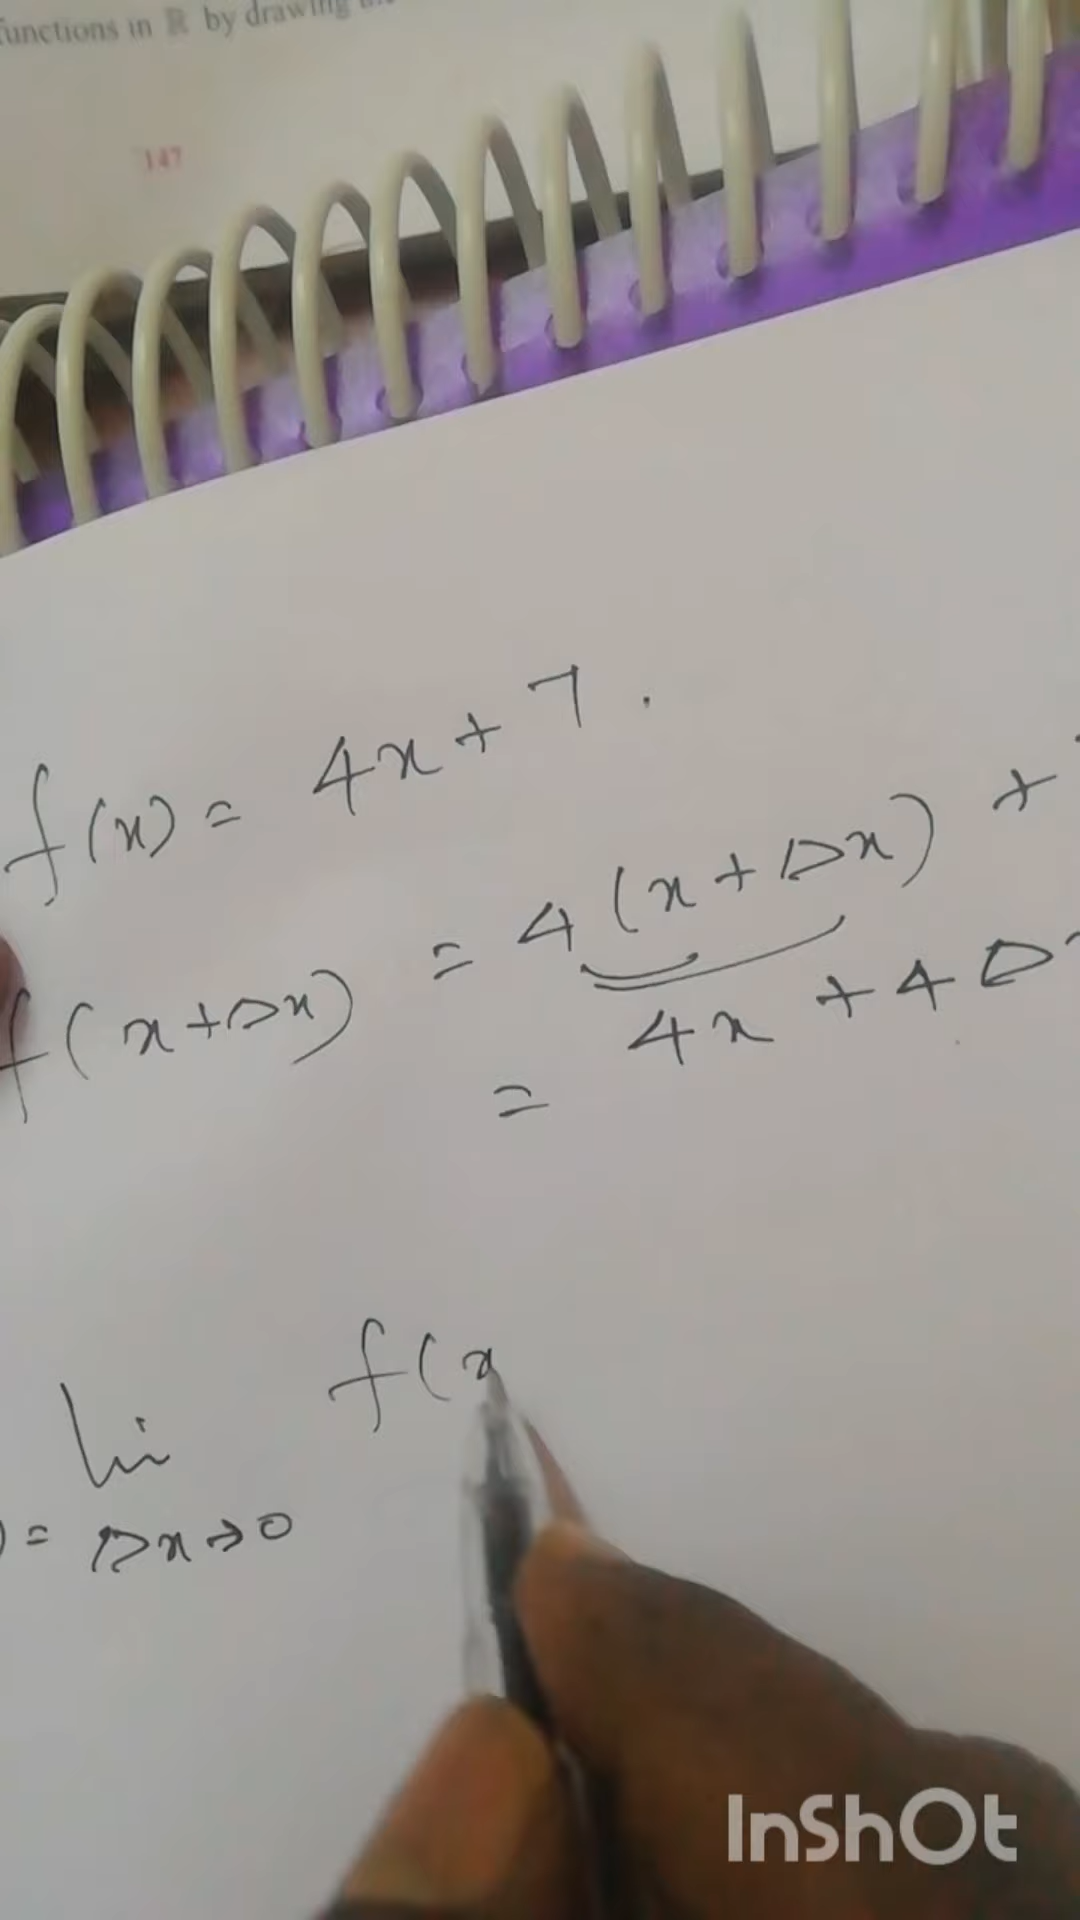 functions in ℝ by drawing
147
f(x) = 4x + 7.
f(x+Δx) = 4(x+Δx) +
= 4x + 4Δ
lim f(x
) = Δx→0
InShOt